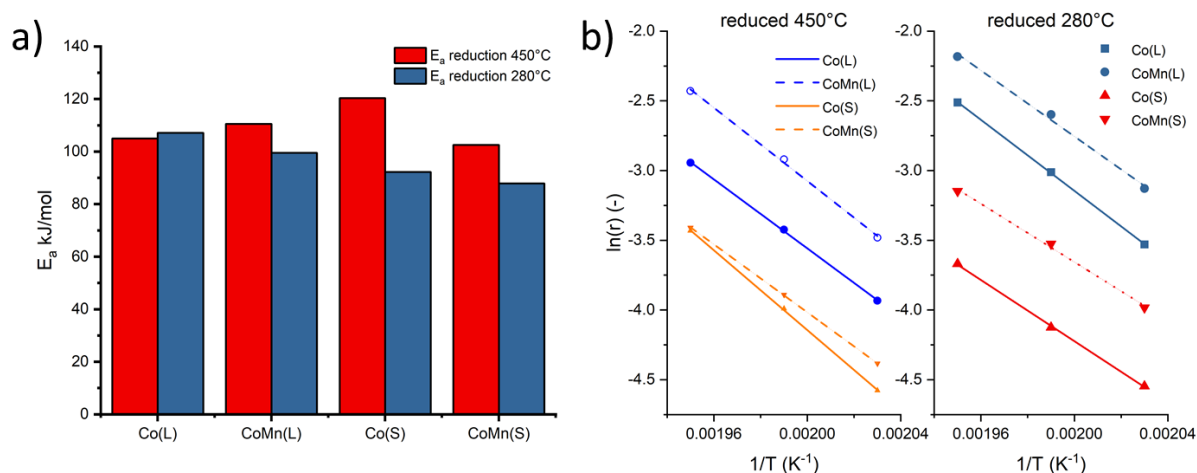 a)
E_a kJ/mol
140
120
100
80
60
40
20
0
E_a reduction 450°C
E_a reduction 280°C
Co(L)
CoMn(L)
Co(S)
CoMn(S)
b)
reduced 450°C
ln(r) (-)
-2.0
-2.5
-3.0
-3.5
-4.0
-4.5
Co(L)
CoMn(L)
Co(S)
CoMn(S)
0.00196
0.00200
0.00204
1/T (K⁻¹)
reduced 280°C
-2.0
-2.5
-3.0
-3.5
-4.0
-4.5
Co(L)
CoMn(L)
Co(S)
CoMn(S)
0.00196
0.00200
0.00204
1/T (K⁻¹)